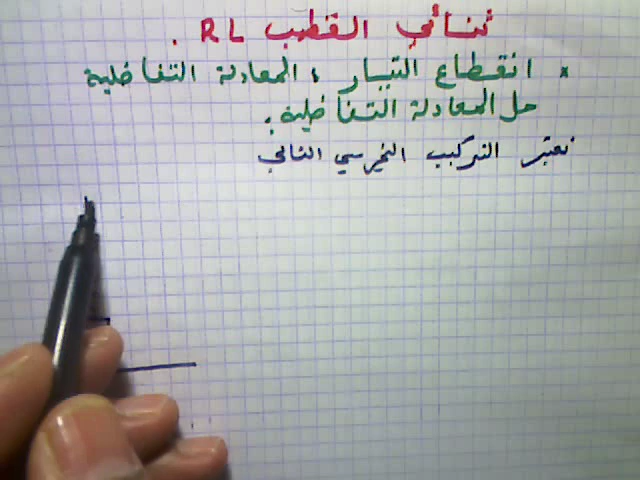 ثنائي القطب RL .
* انقطاع التيار ، المعادلة التفاضلية
حل المعادلة التفاضلية .
نعتبر التركيب التجريبي التالي